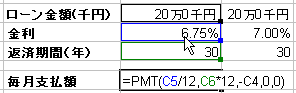 ローン金額(千円) 20万0千円 20万0千円
金利 6.75% 7.00%
返済期間(年) 30 30
毎月支払額 =PMT(C5/12,C6*12,-C4,0,0)